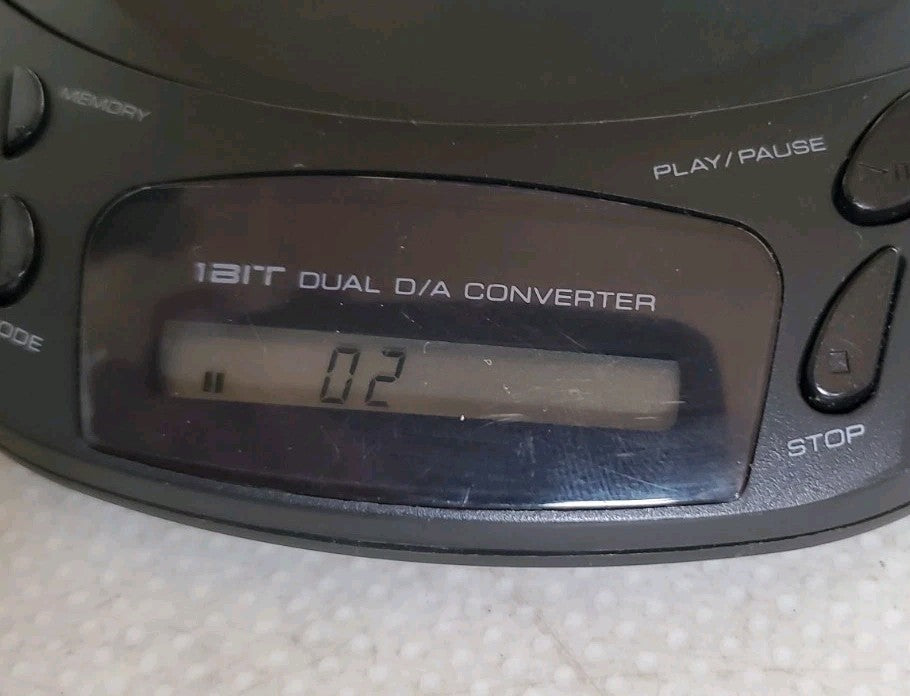 MEMORY
PLAY/PAUSE
1BIT DUAL D/A CONVERTER
ODE
02
STOP